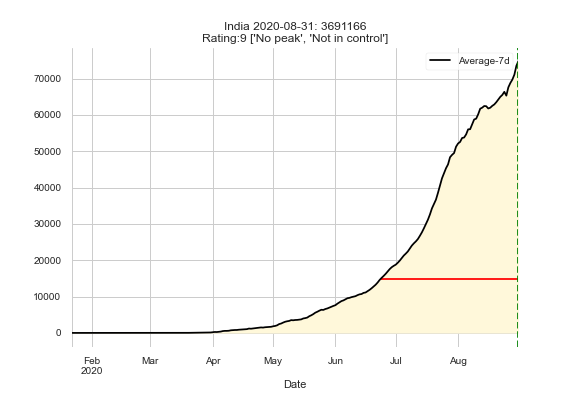 India 2020-08-31: 3691166
Rating:9 ['No peak', 'Not in control']
Average-7d
70000
60000
50000
40000
30000
20000
10000
0
Feb Mar Apr May Jun Jul Aug
2020
Date